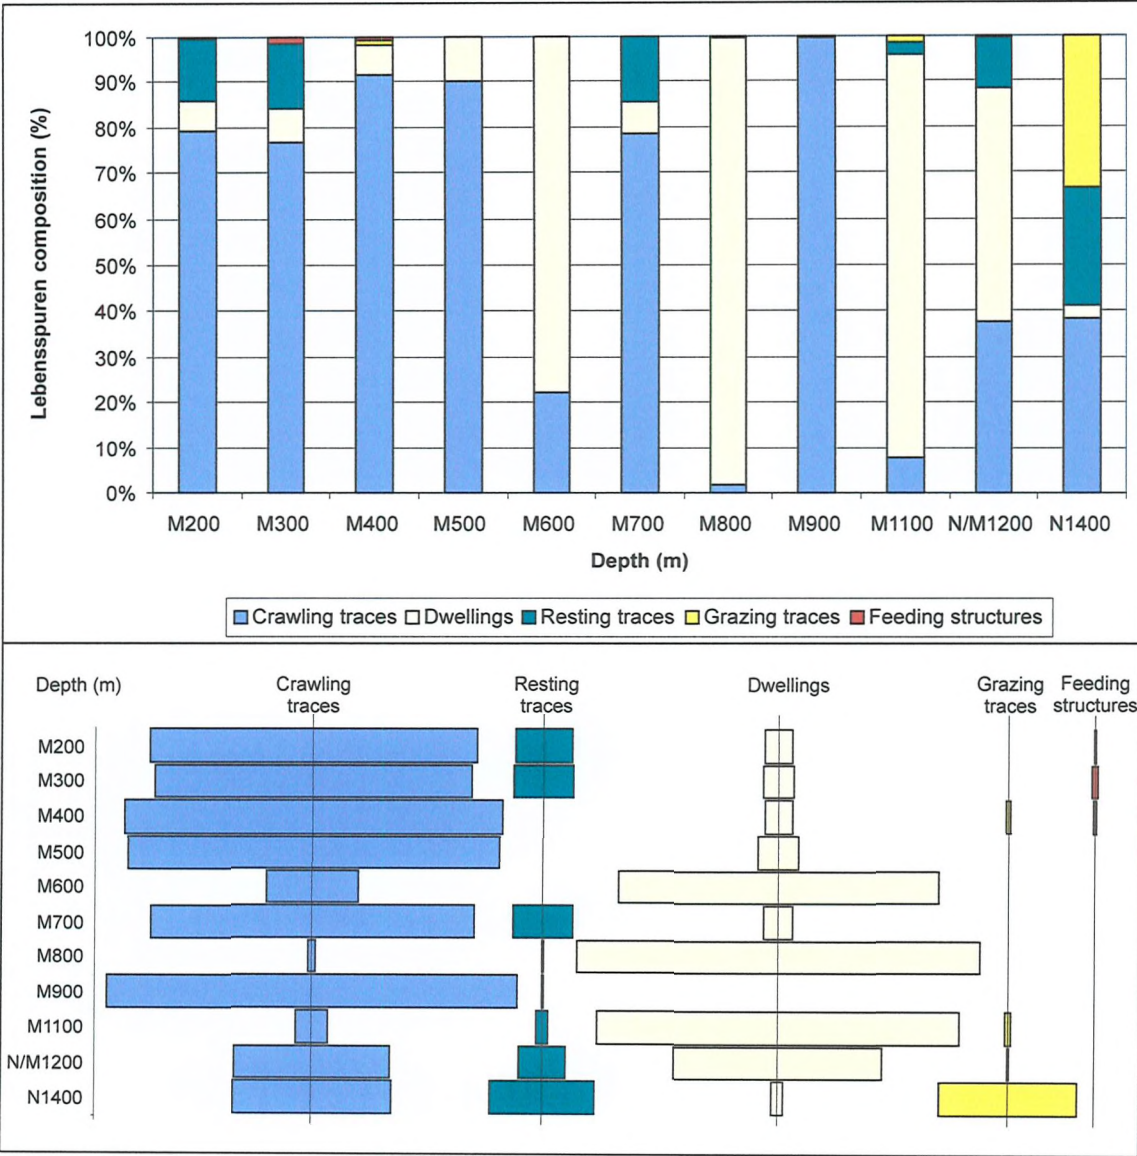 Lebensspuren composition (%)
100%
90%
80%
70%
60%
50%
40%
30%
20%
10%
0%
M200 M300 M400 M500 M600 M700 M800 M900 M1100 N/M1200 N1400
Depth (m)
Crawling traces Dwellings Resting traces Grazing traces Feeding structures
Depth (m) Crawling traces Resting traces Dwellings Grazing traces Feeding structures
M200
M300
M400
M500
M600
M700
M800
M900
M1100
N/M1200
N1400